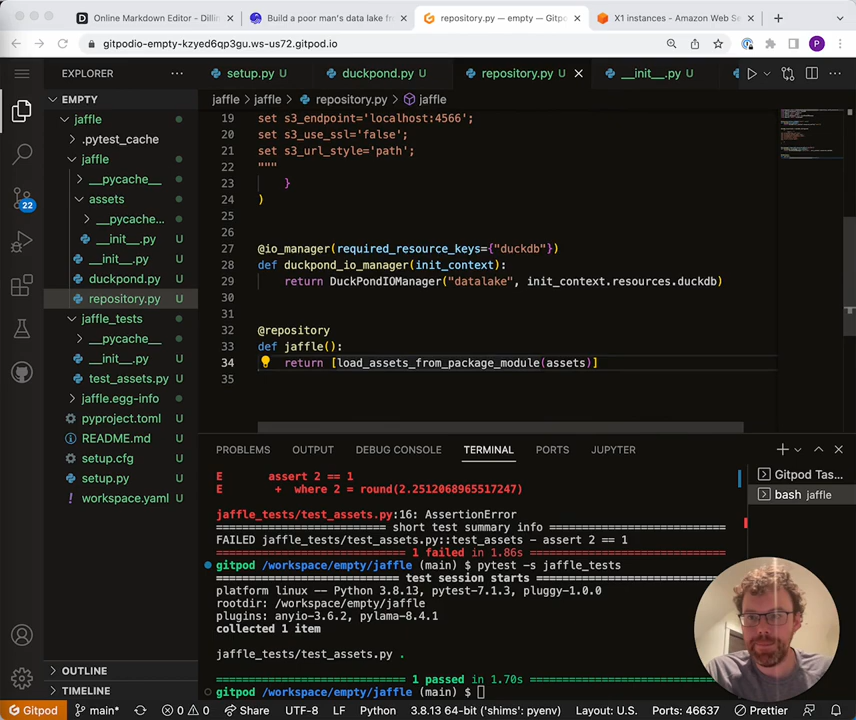 Online Markdown Editor - Dillin
Build a poor man's data lake fr
repository.py — empty — Gitpod
X1 instances - Amazon Web Se
gitpodio-empty-kzyed6qp3gu.ws-us72.gitpod.io
P
EXPLORER
setup.py U
duckpond.py U
repository.py U
__init__.py U
EMPTY
jaffle > jaffle > repository.py > jaffle
jaffle
.pytest_cache
jaffle
__pycache__
assets
__pycache...
__init__.py U
__init__.py U
duckpond.py U
repository.py U
jaffle_tests
__pycache__
__init__.py U
test_assets.py U
jaffle.egg-info
pyproject.toml U
README.md U
setup.cfg U
setup.py U
workspace.yaml U
OUTLINE
TIMELINE
22
19 set s3_endpoint='localhost:4566';
20 set s3_use_ssl='false';
21 set s3_url_style='path';
22 """
23 }
24 )
25
26
27 @io_manager(required_resource_keys={"duckdb"})
28 def duckpond_io_manager(init_context):
29 return DuckPondIOManager("datalake", init_context.resources.duckdb)
30
31
32 @repository
33 def jaffle():
34 return [load_assets_from_package_module(assets)]
35
PROBLEMS OUTPUT DEBUG CONSOLE TERMINAL PORTS JUPYTER
Gitpod Tas...
bash jaffle
E assert 2 == 1
E + where 2 = round(2.2512068965517247)
jaffle_tests/test_assets.py:16: AssertionError
========================== short test summary info ===========================
FAILED jaffle_tests/test_assets.py::test_assets - assert 2 == 1
============================= 1 failed in 1.86s ==============================
gitpod /workspace/empty/jaffle (main) $ pytest -s jaffle_tests
============================ test session starts =============================
platform linux -- Python 3.8.13, pytest-7.1.3, pluggy-1.0.0
rootdir: /workspace/empty/jaffle
plugins: anyio-3.6.2, pylama-8.4.1
collected 1 item
jaffle_tests/test_assets.py .
============================= 1 passed in 1.70s ==============================
gitpod /workspace/empty/jaffle (main) $
Gitpod main* 0 0 Share UTF-8 LF Python 3.8.13 64-bit ('shims': pyenv) Layout: U.S. Ports: 46637 Prettier